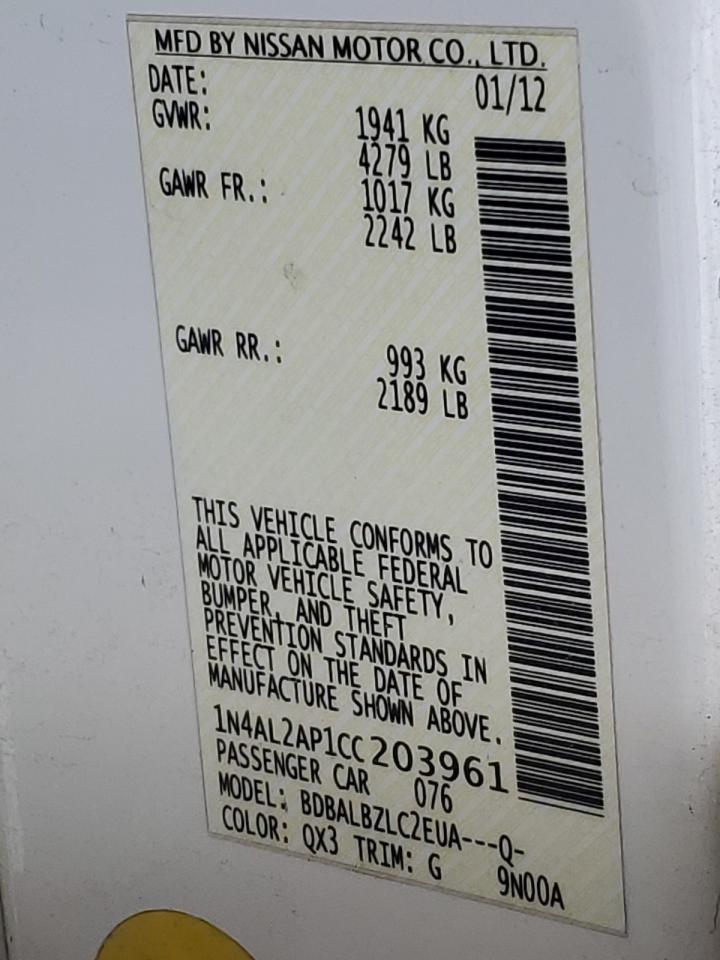 MFD BY NISSAN MOTOR CO., LTD.
DATE: 01/12
GVWR: 1941 KG
4279 LB
GAWR FR.: 1017 KG
2242 LB
GAWR RR.: 993 KG
2189 LB
THIS VEHICLE CONFORMS TO
ALL APPLICABLE FEDERAL
MOTOR VEHICLE SAFETY,
BUMPER, AND THEFT
PREVENTION STANDARDS IN
EFFECT ON THE DATE OF
MANUFACTURE SHOWN ABOVE.
1N4AL2AP1CC203961
PASSENGER CAR 076
MODEL: BDBALBZLC2EUA---Q-
COLOR: QX3 TRIM: G 9N00A